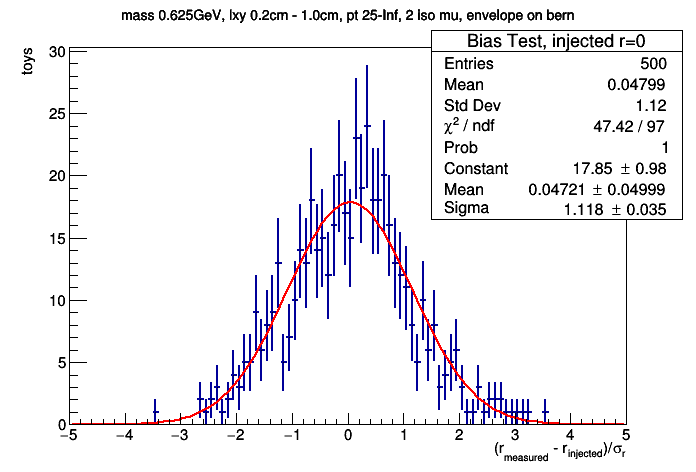 mass 0.625GeV, lxy 0.2cm - 1.0cm, pt 25-Inf, 2 Iso mu, envelope on bern
Bias Test, injected r=0
Entries 500
Mean 0.04799
Std Dev 1.12
χ² / ndf 47.42 / 97
Prob 1
Constant 17.85 ± 0.98
Mean 0.04721 ± 0.04999
Sigma 1.118 ± 0.035
toys
30
25
20
15
10
5
0
−5 −4 −3 −2 −1 0 1 2 3 4 5
(r_measured - r_injected)/σ_r